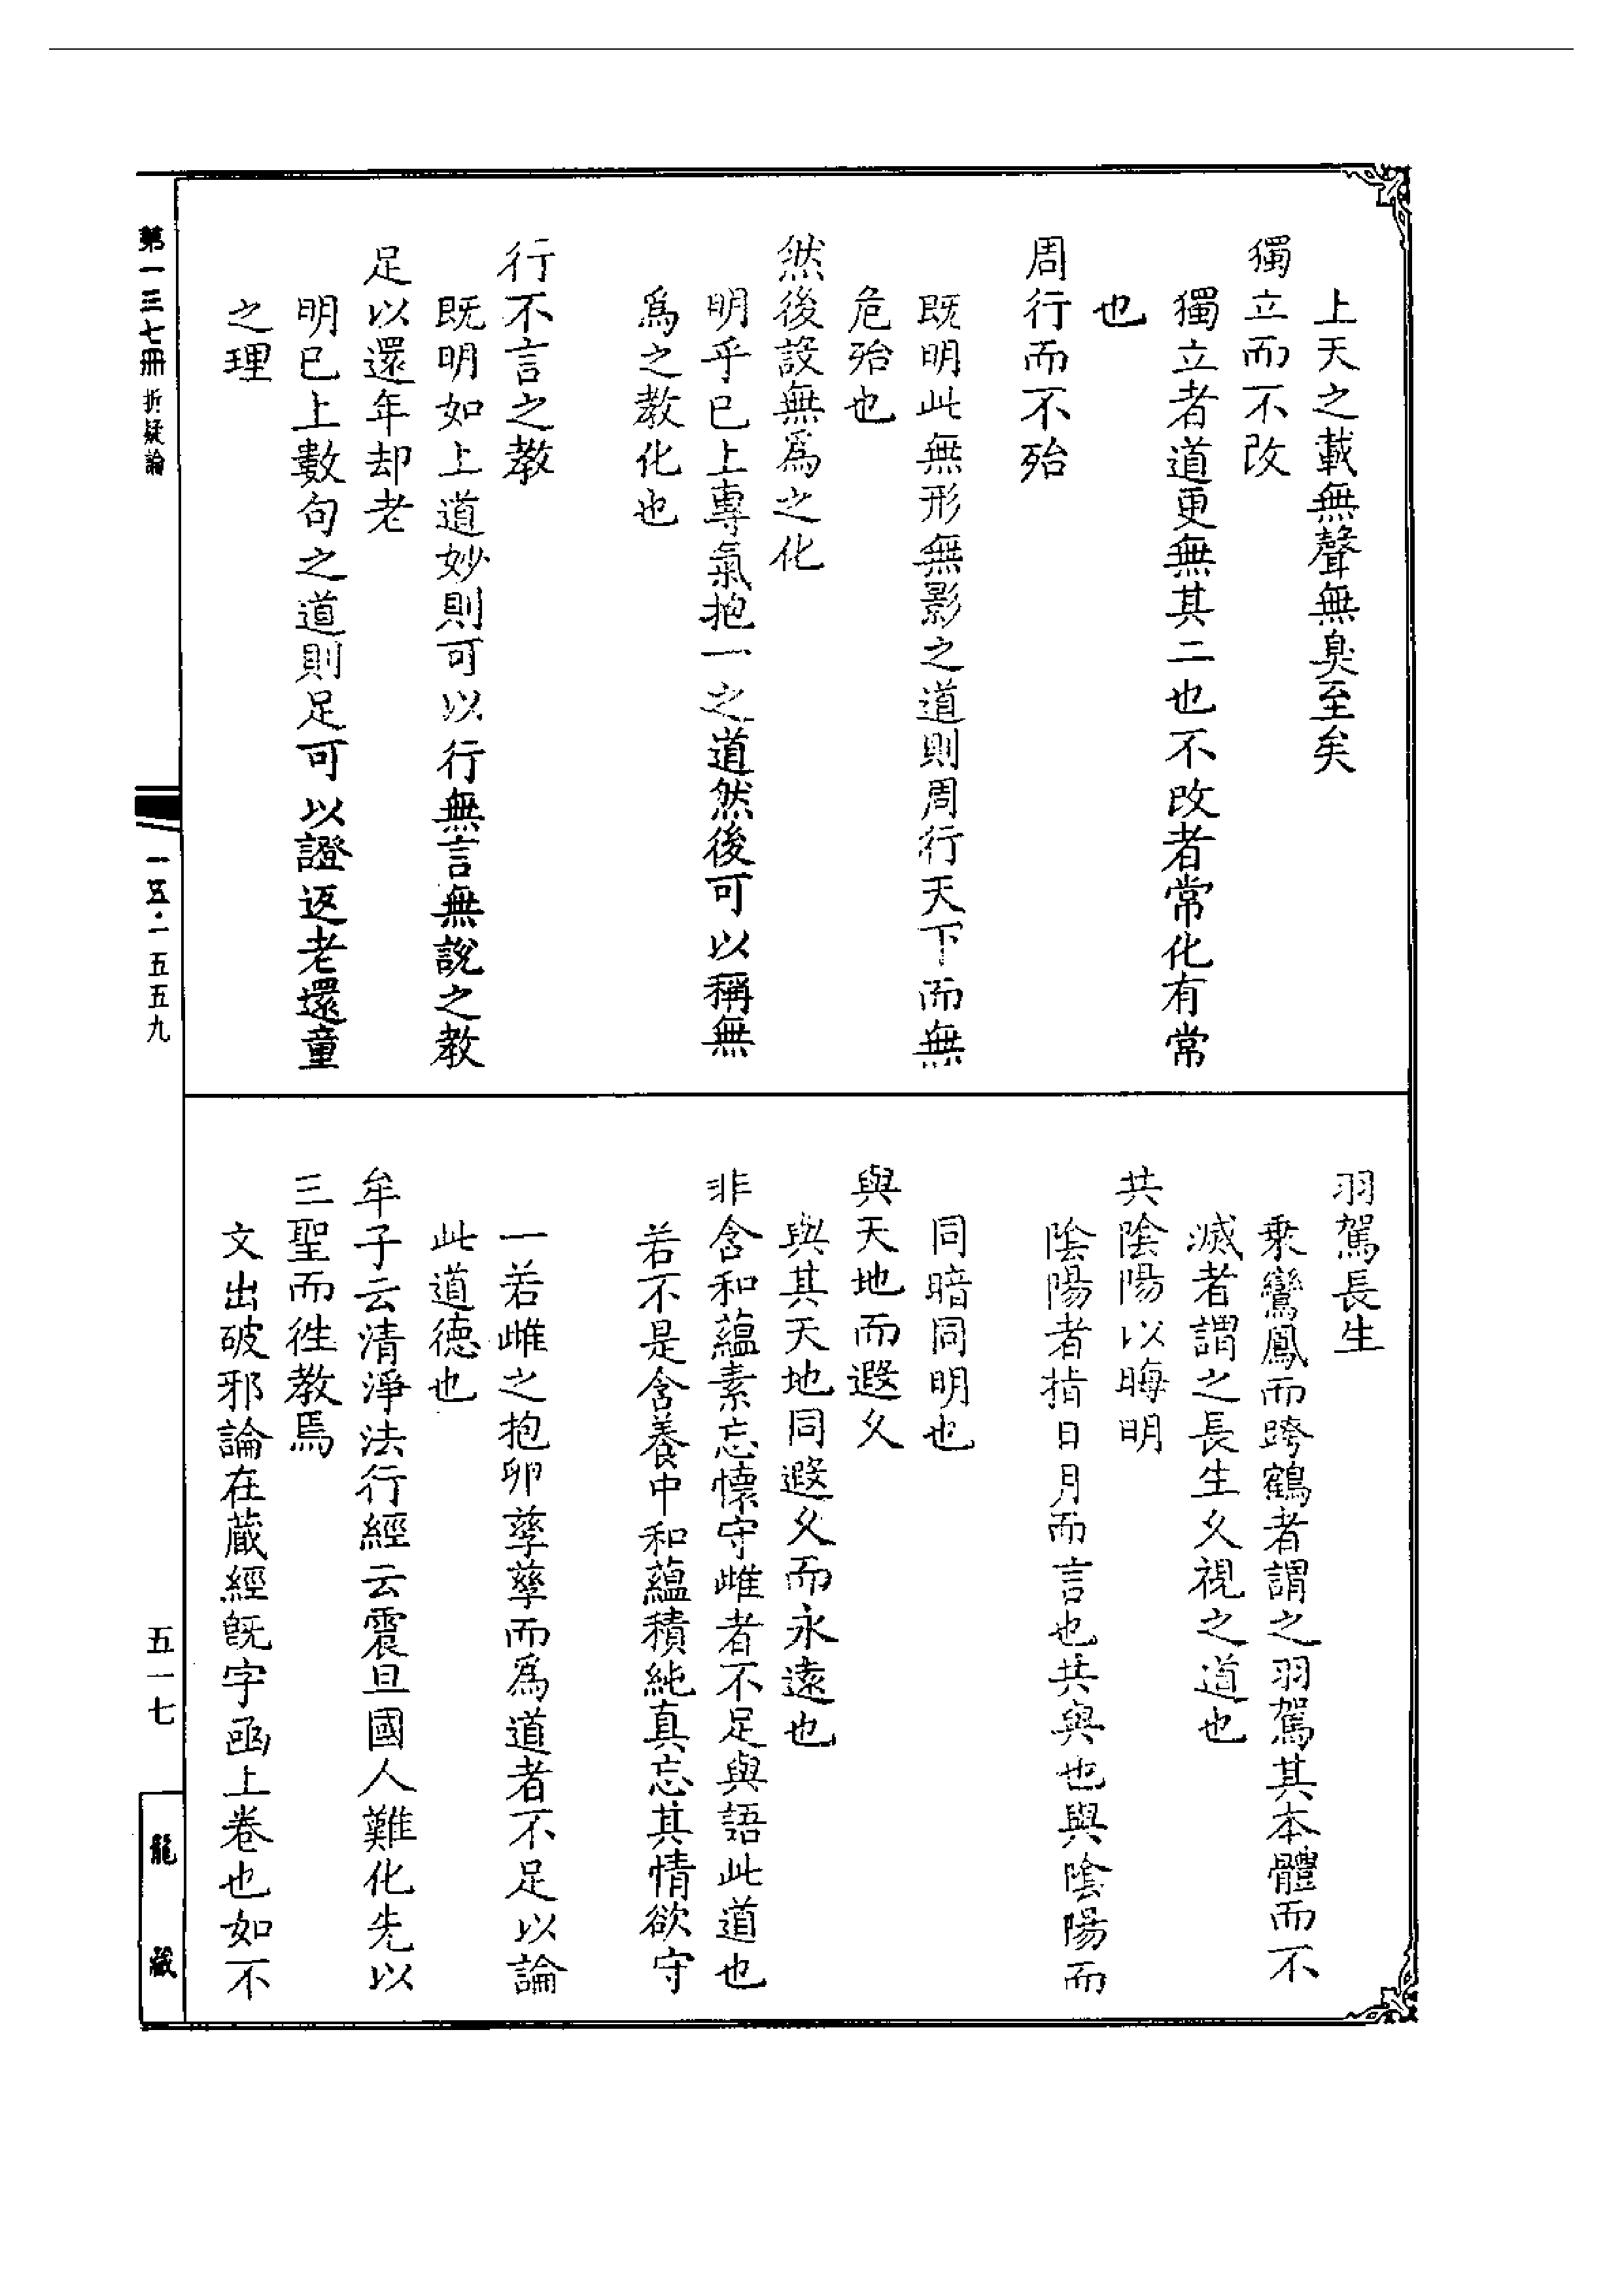 上天之載無聲無臭至矣
獨立而不改
獨立者道更無其二也不改者常化有常
也
周行而不殆
既明此無形無影之道則周行天下而無
危殆也
然後設無爲之化
明乎已上專氣抱一之道然後可以稱無
爲之教化也
行不言之教
既明如上道妙則可以行無言無說之教
足以還年却老
明已上數句之道則足可以證返老還童
之理
羽駕長生
乘鸞鳳而跨鶴者謂之羽駕其本體而不
滅者謂之長生久視之道也
共陰陽以晦明
陰陽者指日月而言也共與也與陰陽而
同暗同明也
與天地而遐久
與其天地同遐久而永遠也
非含和蘊素忘懷守雌者不足與語此道也
若不是含養中和蘊積純真忘其情欲守
一若雌之抱卵孳孳而爲道者不足以論
此道德也
牟子云清淨法行經云震旦國人難化先以
三聖而徃教焉
文出破邪論在蔵經旣字函上卷也如不
第一三七冊 折疑論
一五·一五五九
五一七
龍藏